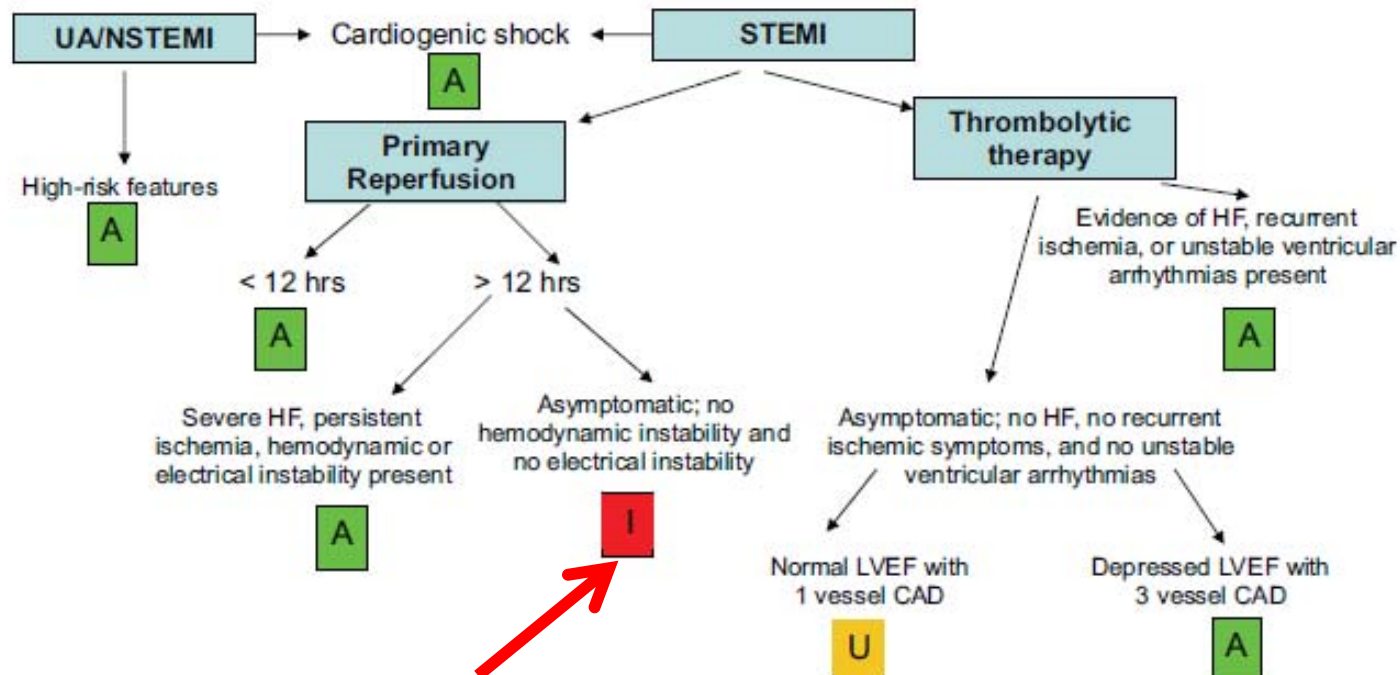 UA/NSTEMI
Cardiogenic shock
A
STEMI
High-risk features
A
Primary
Reperfusion
< 12 hrs
A
> 12 hrs
Severe HF, persistent
ischemia, hemodynamic or
electrical instability present
A
Asymptomatic; no
hemodynamic instability and
no electrical instability
I
Thrombolytic
therapy
Evidence of HF, recurrent
ischemia, or unstable ventricular
arrhythmias present
A
Asymptomatic; no HF, no recurrent
ischemic symptoms, and no unstable
ventricular arrhythmias
Normal LVEF with
1 vessel CAD
U
Depressed LVEF with
3 vessel CAD
A